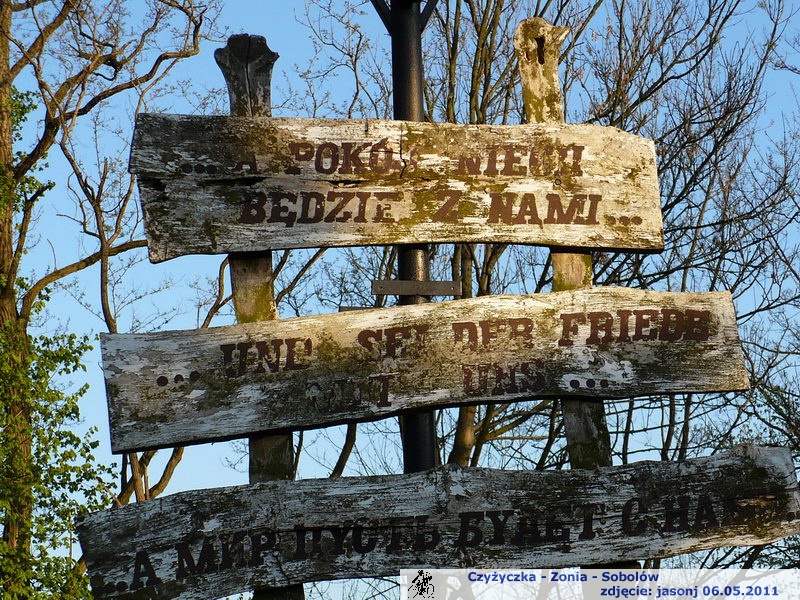 ... A POKÓJ NIECH
BĘDZIE Z NAMI...
... UND SEI DER FRIEDE
MIT UNS ...
...А МИР ПУСТЬ БУДЕТ С НАМИ
Czyżyczka - Zonia - Sobolów
zdjęcie: jasonj 06.05.2011